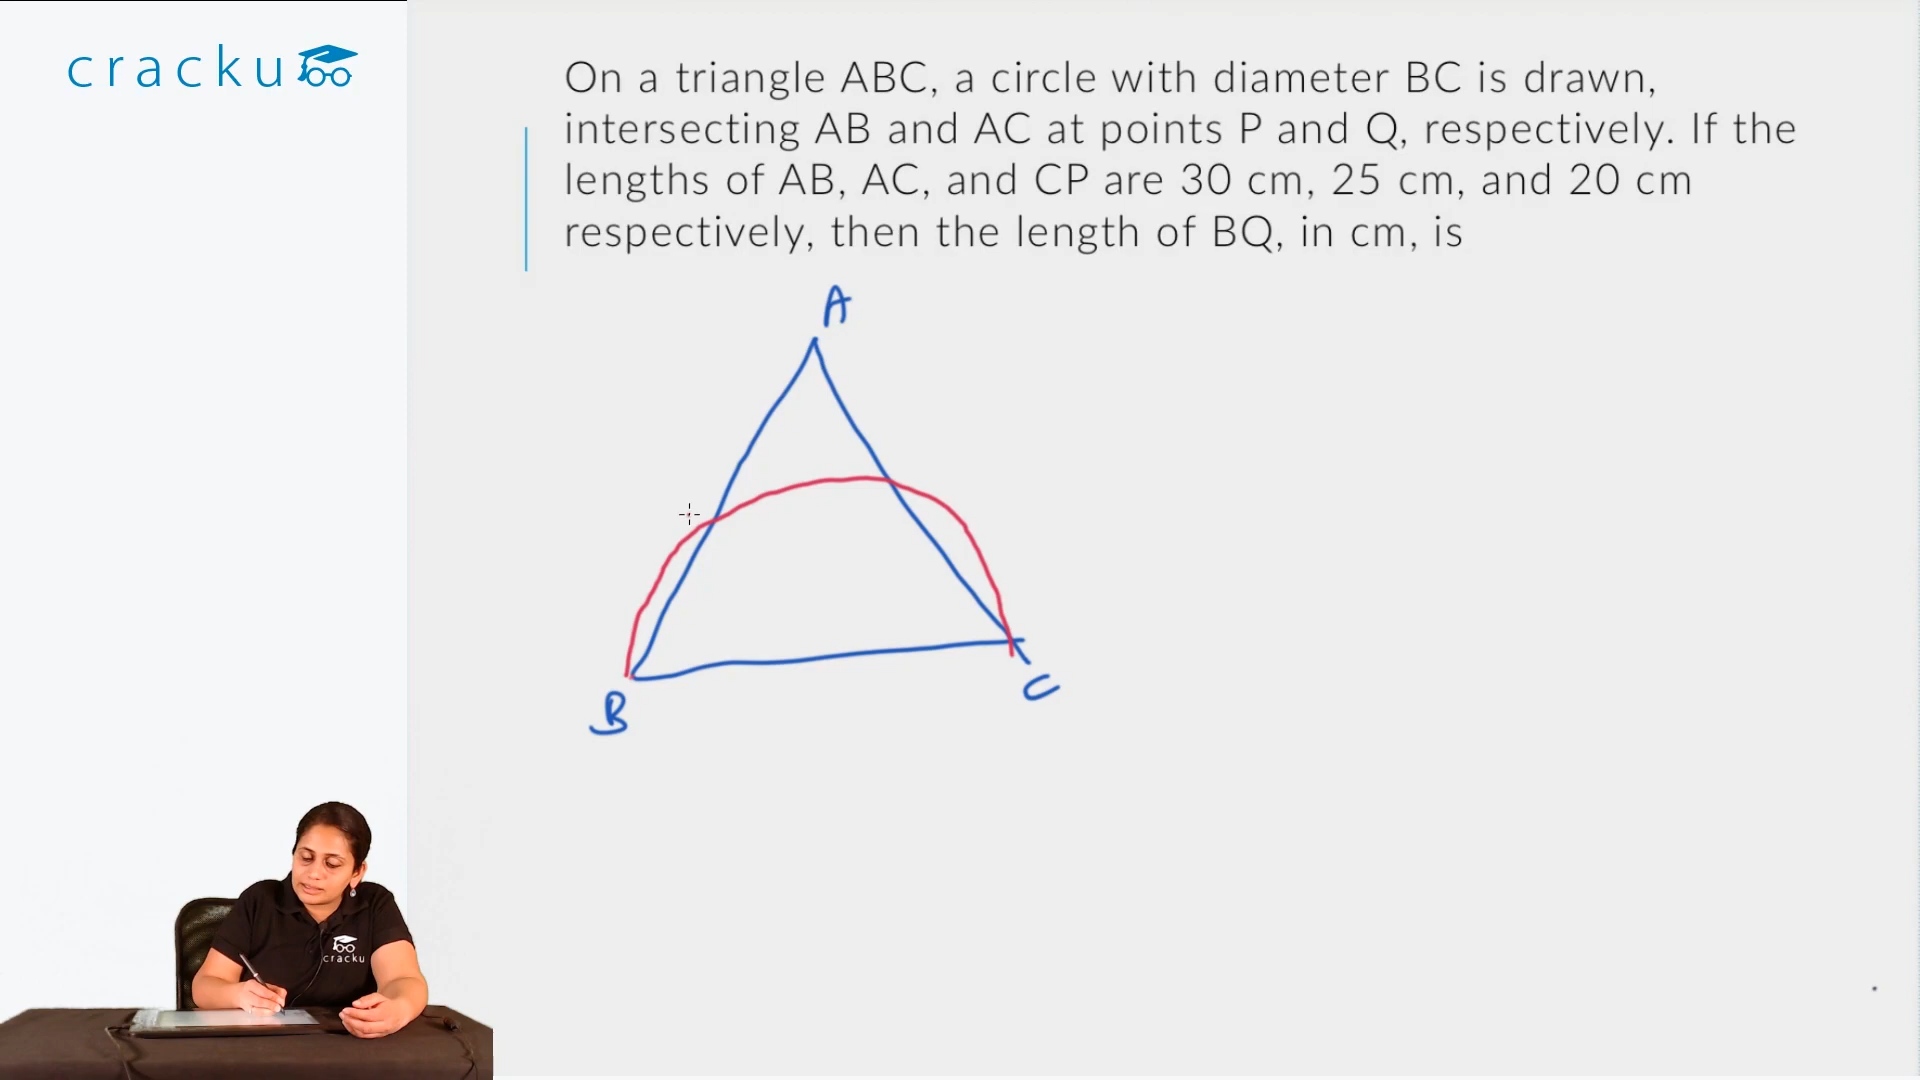 cracku
On a triangle ABC, a circle with diameter BC is drawn,
intersecting AB and AC at points P and Q, respectively. If the
lengths of AB, AC, and CP are 30 cm, 25 cm, and 20 cm
respectively, then the length of BQ, in cm, is
A
B
C
cracku